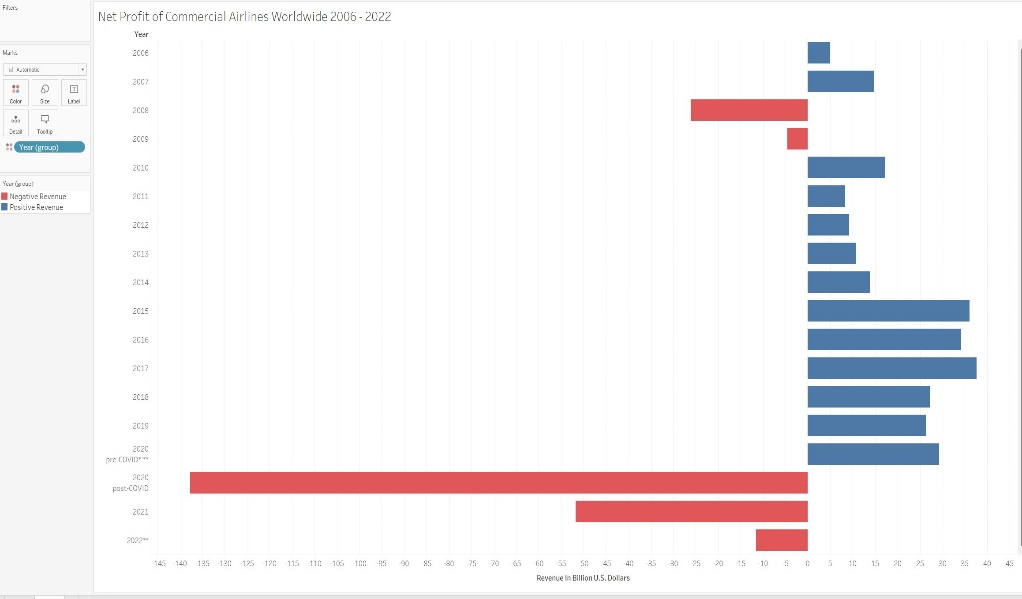 Filters
Net Profit of Commercial Airlines Worldwide 2006 - 2022
Marks
Automatic
Color Size Label
Detail Tooltip
Year (group)
Year (group)
Negative Revenue
Positive Revenue
Year
2006
2007
2008
2009
2010
2011
2012
2013
2014
2015
2016
2017
2018
2019
2020
pre-COVID***
2020
post-COVID
2021
2022**
-145 -140 -135 -130 -125 -120 -115 -110 -105 -100 -95 -90 -85 -80 -75 -70 -65 -60 -55 -50 -45 -40 -35 -30 -25 -20 -15 -10 -5 0 5 10 15 20 25 30 35 40 45
Revenue In Billion U.S. Dollars